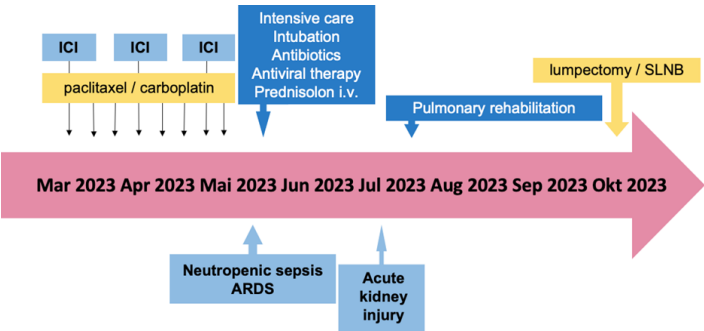 ICI
ICI
ICI
paclitaxel / carboplatin
Intensive care
Intubation
Antibiotics
Antiviral therapy
Prednisolon i.v.
Pulmonary rehabilitation
lumpectomy / SLNB
Mar 2023 Apr 2023 Mai 2023 Jun 2023 Jul 2023 Aug 2023 Sep 2023 Okt 2023
Neutropenic sepsis
ARDS
Acute
kidney
injury